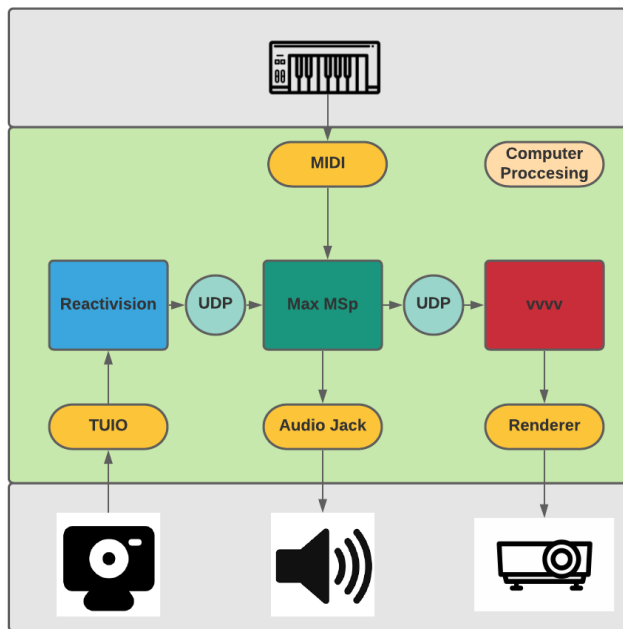 MIDI
Computer
Proccesing
Reactivision
UDP
Max MSp
UDP
vvvv
TUIO
Audio Jack
Renderer